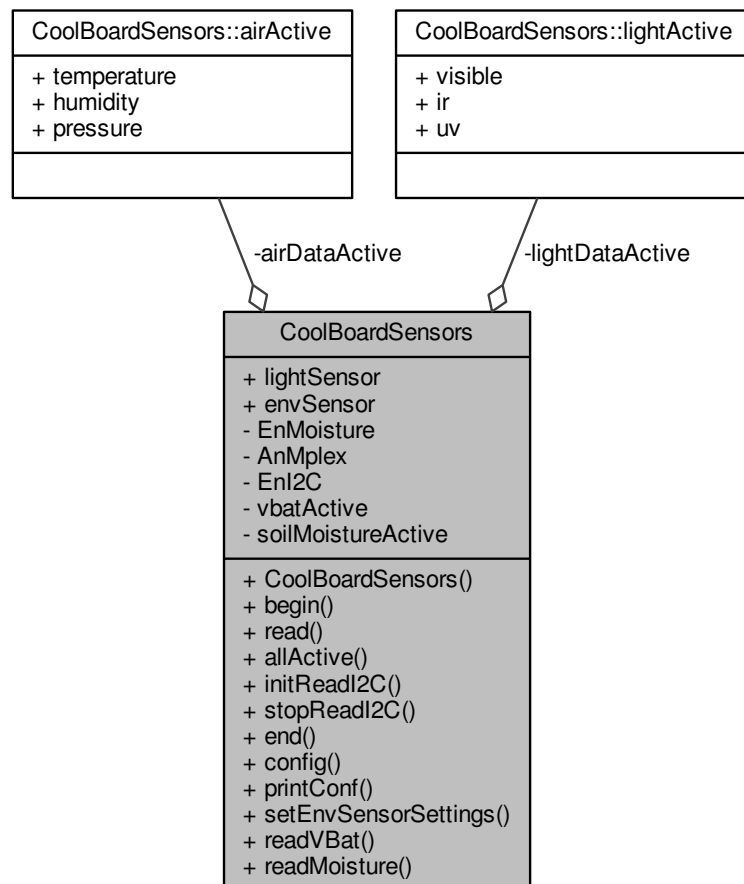 CoolBoardSensors::airActive
+ temperature
+ humidity
+ pressure
CoolBoardSensors::lightActive
+ visible
+ ir
+ uv
-airDataActive
-lightDataActive
CoolBoardSensors
+ lightSensor
+ envSensor
- EnMoisture
- AnMplex
- EnI2C
- vbatActive
- soilMoistureActive
+ CoolBoardSensors()
+ begin()
+ read()
+ allActive()
+ initReadI2C()
+ stopReadI2C()
+ end()
+ config()
+ printConf()
+ setEnvSensorSettings()
+ readVBat()
+ readMoisture()